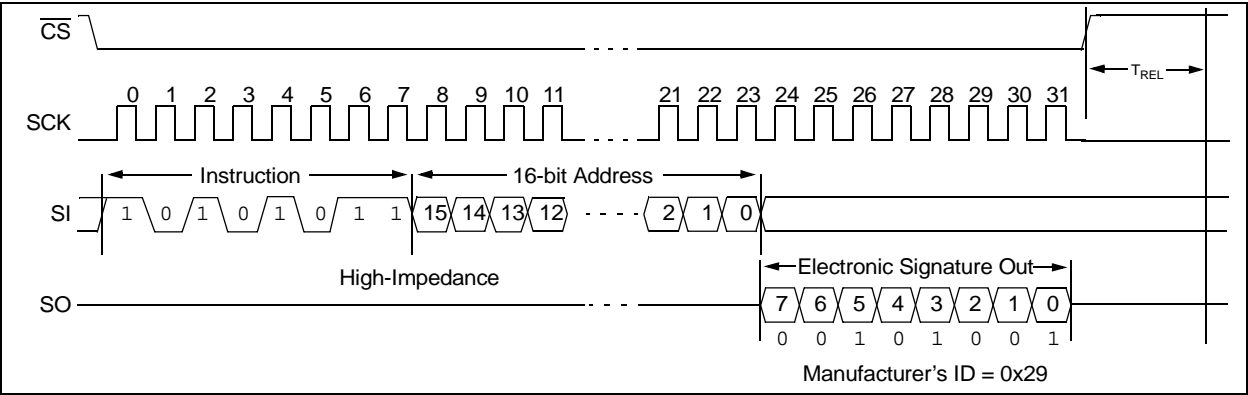 CS
TREL
0 1 2 3 4 5 6 7 8 9 10 11 21 22 23 24 25 26 27 28 29 30 31
SCK
Instruction 16-bit Address
SI 1 0 1 0 1 0 1 1 15 14 13 12 2 1 0
High-Impedance
Electronic Signature Out
SO 7 6 5 4 3 2 1 0
0 0 1 0 1 0 0 1
Manufacturer's ID = 0x29